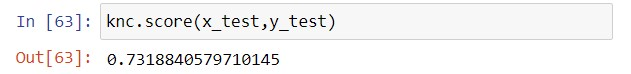 In [63]: knc.score(x_test,y_test)
Out[63]: 0.7318840579710145